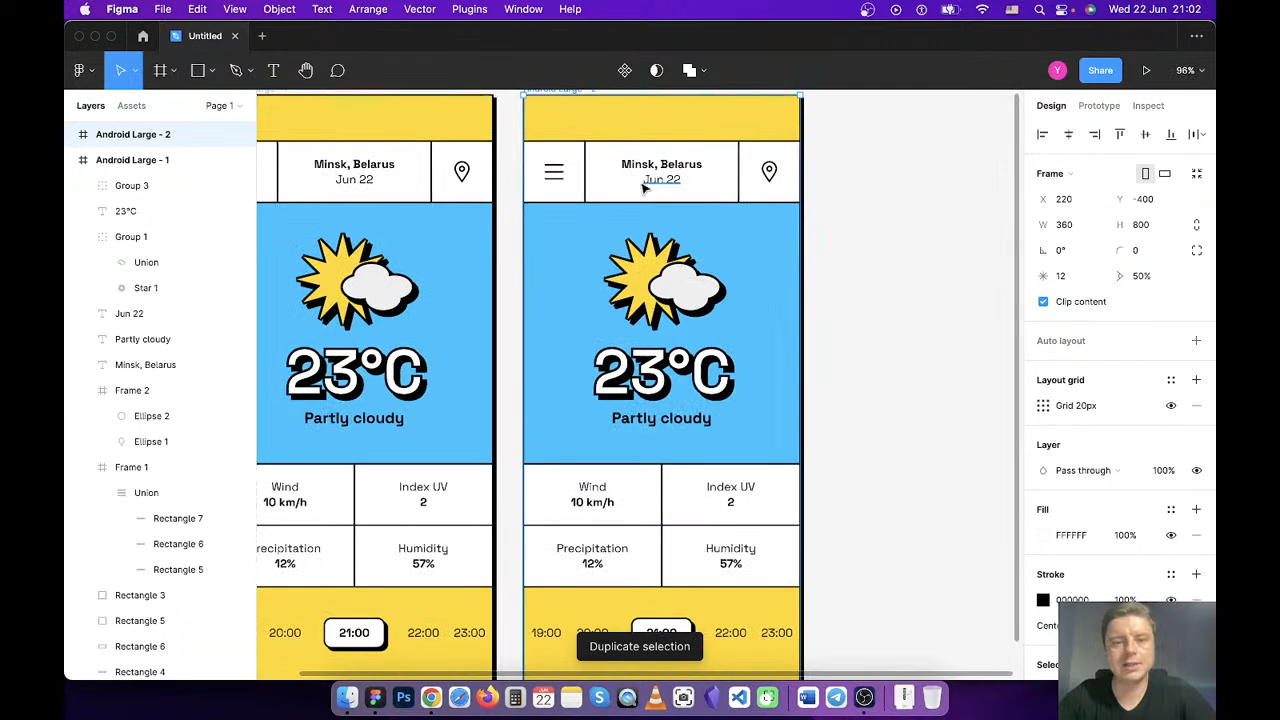 Figma File Edit View Object Text Arrange Vector Plugins Window Help Wed 22 Jun 21:02
Untitled
Y Share 96%
Layers Assets Page 1
Android Large - 2
Android Large - 1
Group 3
23°C
Group 1
Union
Star 1
Jun 22
Partly cloudy
Minsk, Belarus
Frame 2
Ellipse 2
Ellipse 1
Frame 1
Union
Rectangle 7
Rectangle 6
Rectangle 5
Rectangle 3
Rectangle 5
Rectangle 6
Rectangle 4
Minsk, Belarus
Jun 22
23°C
Partly cloudy
Wind
10 km/h
Index UV
2
recipitation
12%
Humidity
57%
20:00 21:00 22:00 23:00
Android Large - 2
Minsk, Belarus
Jun 22
23°C
Partly cloudy
Wind
10 km/h
Index UV
2
Precipitation
12%
Humidity
57%
19:00 22:00 23:00
Duplicate selection
Design Prototype Inspect
Frame
X 220 Y -400
W 360 H 800
0° 0
12 50%
Clip content
Auto layout
Layout grid
Grid 20px
Layer
Pass through 100%
Fill
FFFFFF 100%
Stroke
000000 100%
JUN
22